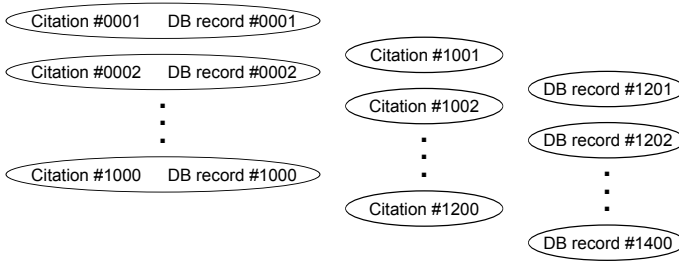 Citation #0001 DB record #0001
Citation #0002 DB record #0002
Citation #1000 DB record #1000
Citation #1001
Citation #1002
Citation #1200
DB record #1201
DB record #1202
DB record #1400